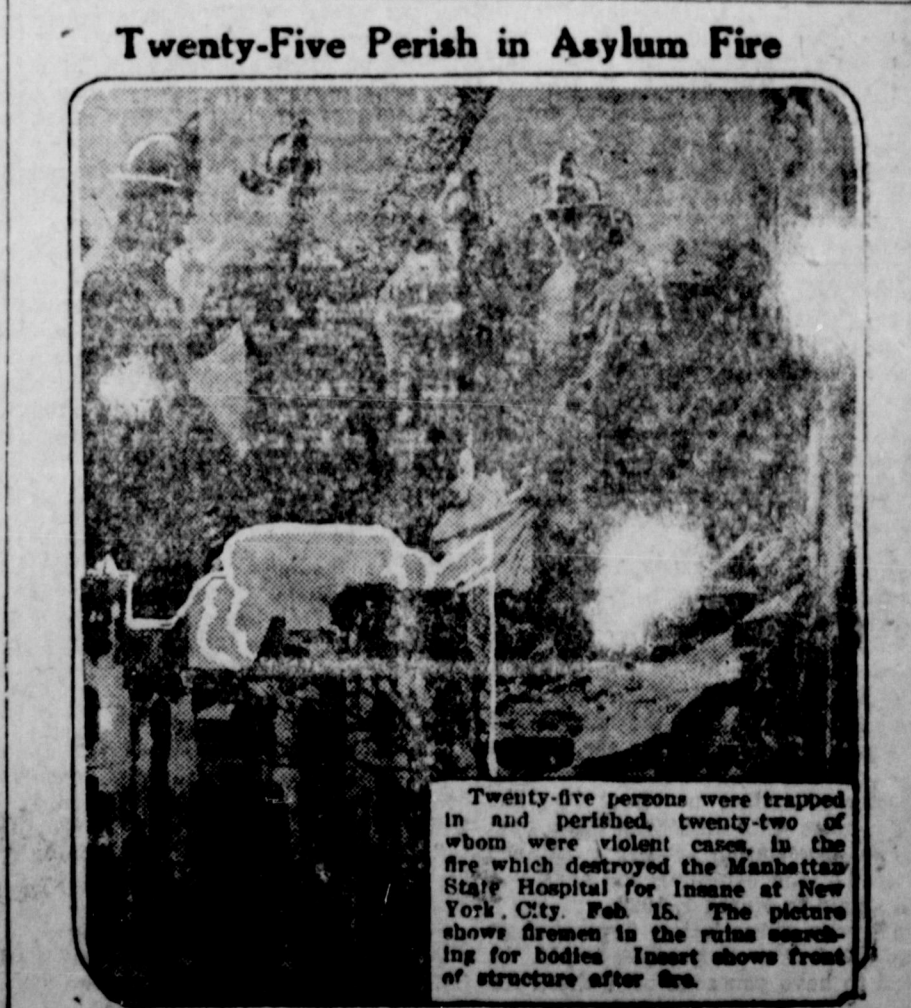 Twenty-Five Perish in Asylum Fire
Twenty-five persons were trapped
in and perished, twenty-two of
whom were violent cases, in the
fire which destroyed the Manhattan
State Hospital for Insane at New
York City Feb. 18. The picture
shows firemen in the ruins search-
ing for bodies Insert shows front
of structure after fire.